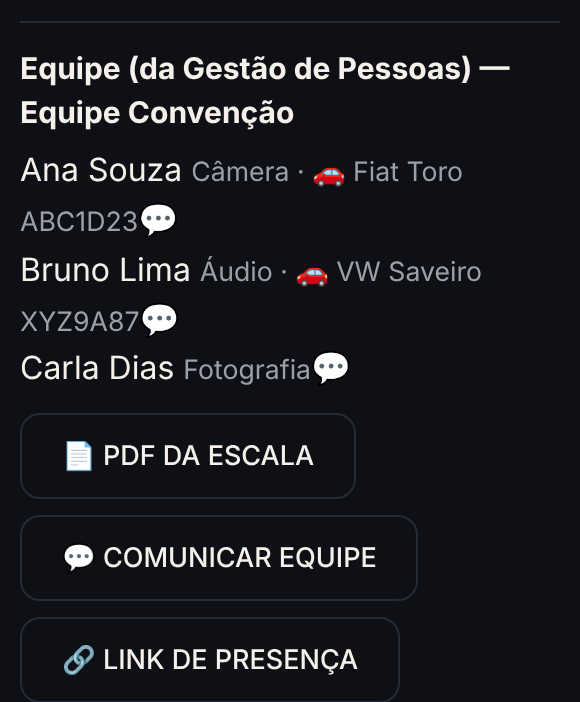 Equipe (da Gestão de Pessoas) —
Equipe Convenção
Ana Souza Câmera · 🚗 Fiat Toro
ABC1D23💬
Bruno Lima Áudio · 🚗 VW Saveiro
XYZ9A87💬
Carla Dias Fotografia💬
📄 PDF DA ESCALA
💬 COMUNICAR EQUIPE
🔗 LINK DE PRESENÇA